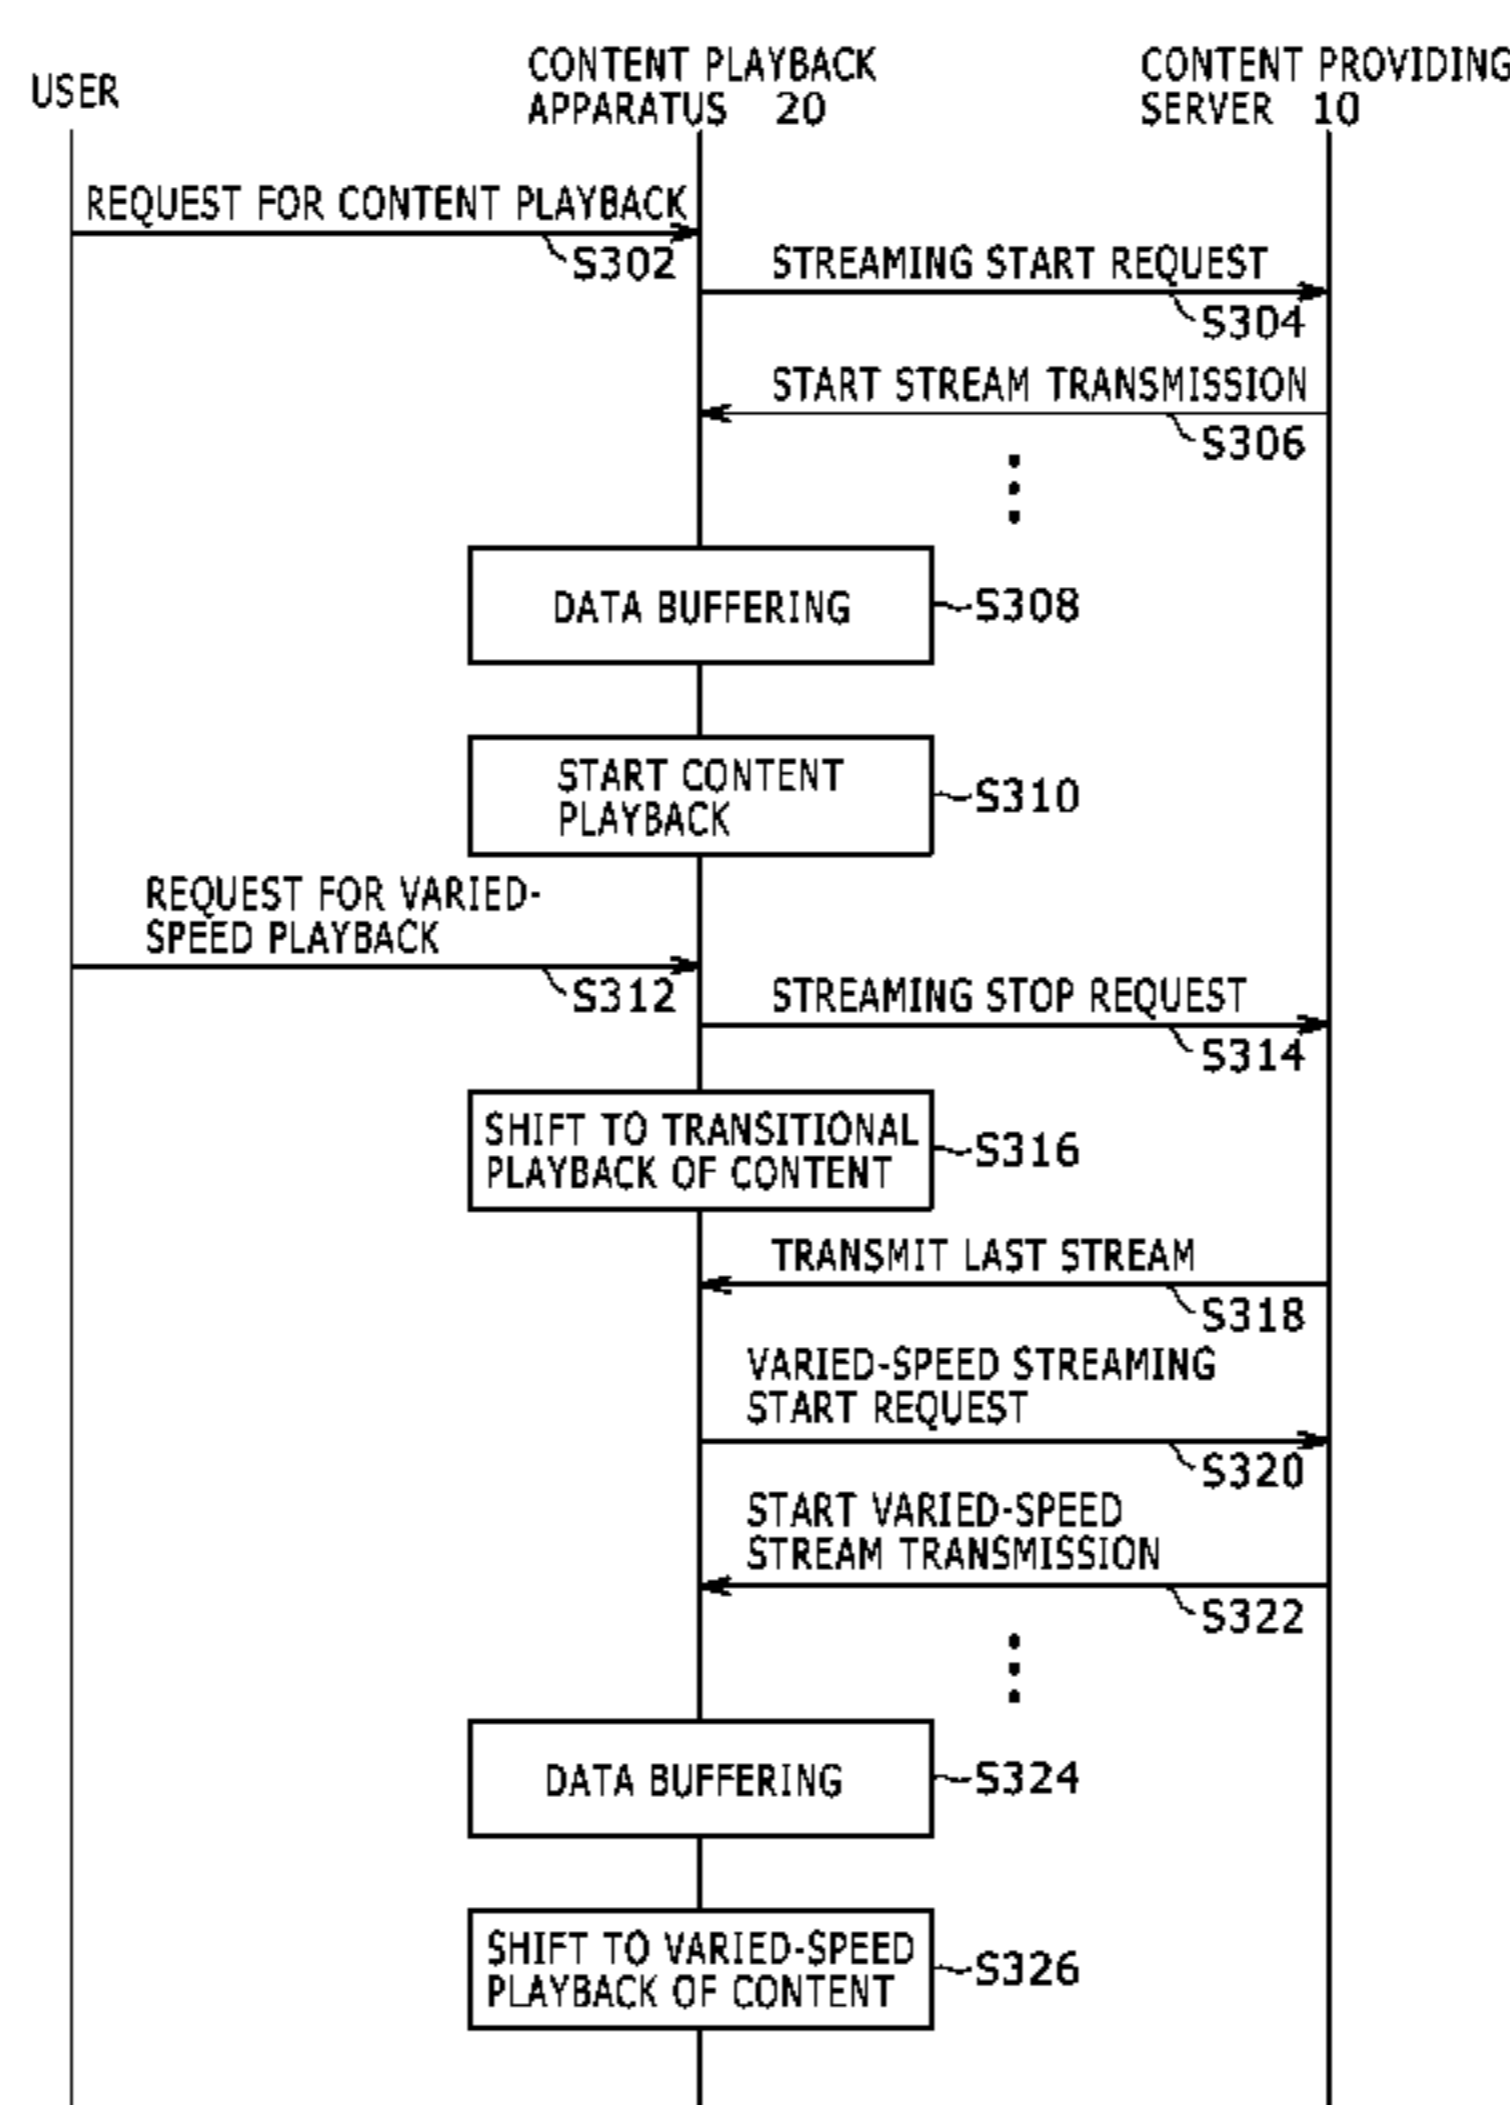 USER
CONTENT PLAYBACK
APPARATUS 20
CONTENT PROVIDING
SERVER 10
REQUEST FOR CONTENT PLAYBACK
S302
STREAMING START REQUEST
S304
START STREAM TRANSMISSION
S306
DATA BUFFERING
S308
START CONTENT
PLAYBACK
S310
REQUEST FOR VARIED-
SPEED PLAYBACK
S312
STREAMING STOP REQUEST
S314
SHIFT TO TRANSITIONAL
PLAYBACK OF CONTENT
S316
TRANSMIT LAST STREAM
S318
VARIED-SPEED STREAMING
START REQUEST
S320
START VARIED-SPEED
STREAM TRANSMISSION
S322
DATA BUFFERING
S324
SHIFT TO VARIED-SPEED
PLAYBACK OF CONTENT
S326